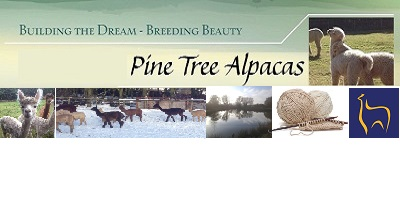 BUILDING THE DREAM - BREEDING BEAUTY
Pine Tree Alpacas